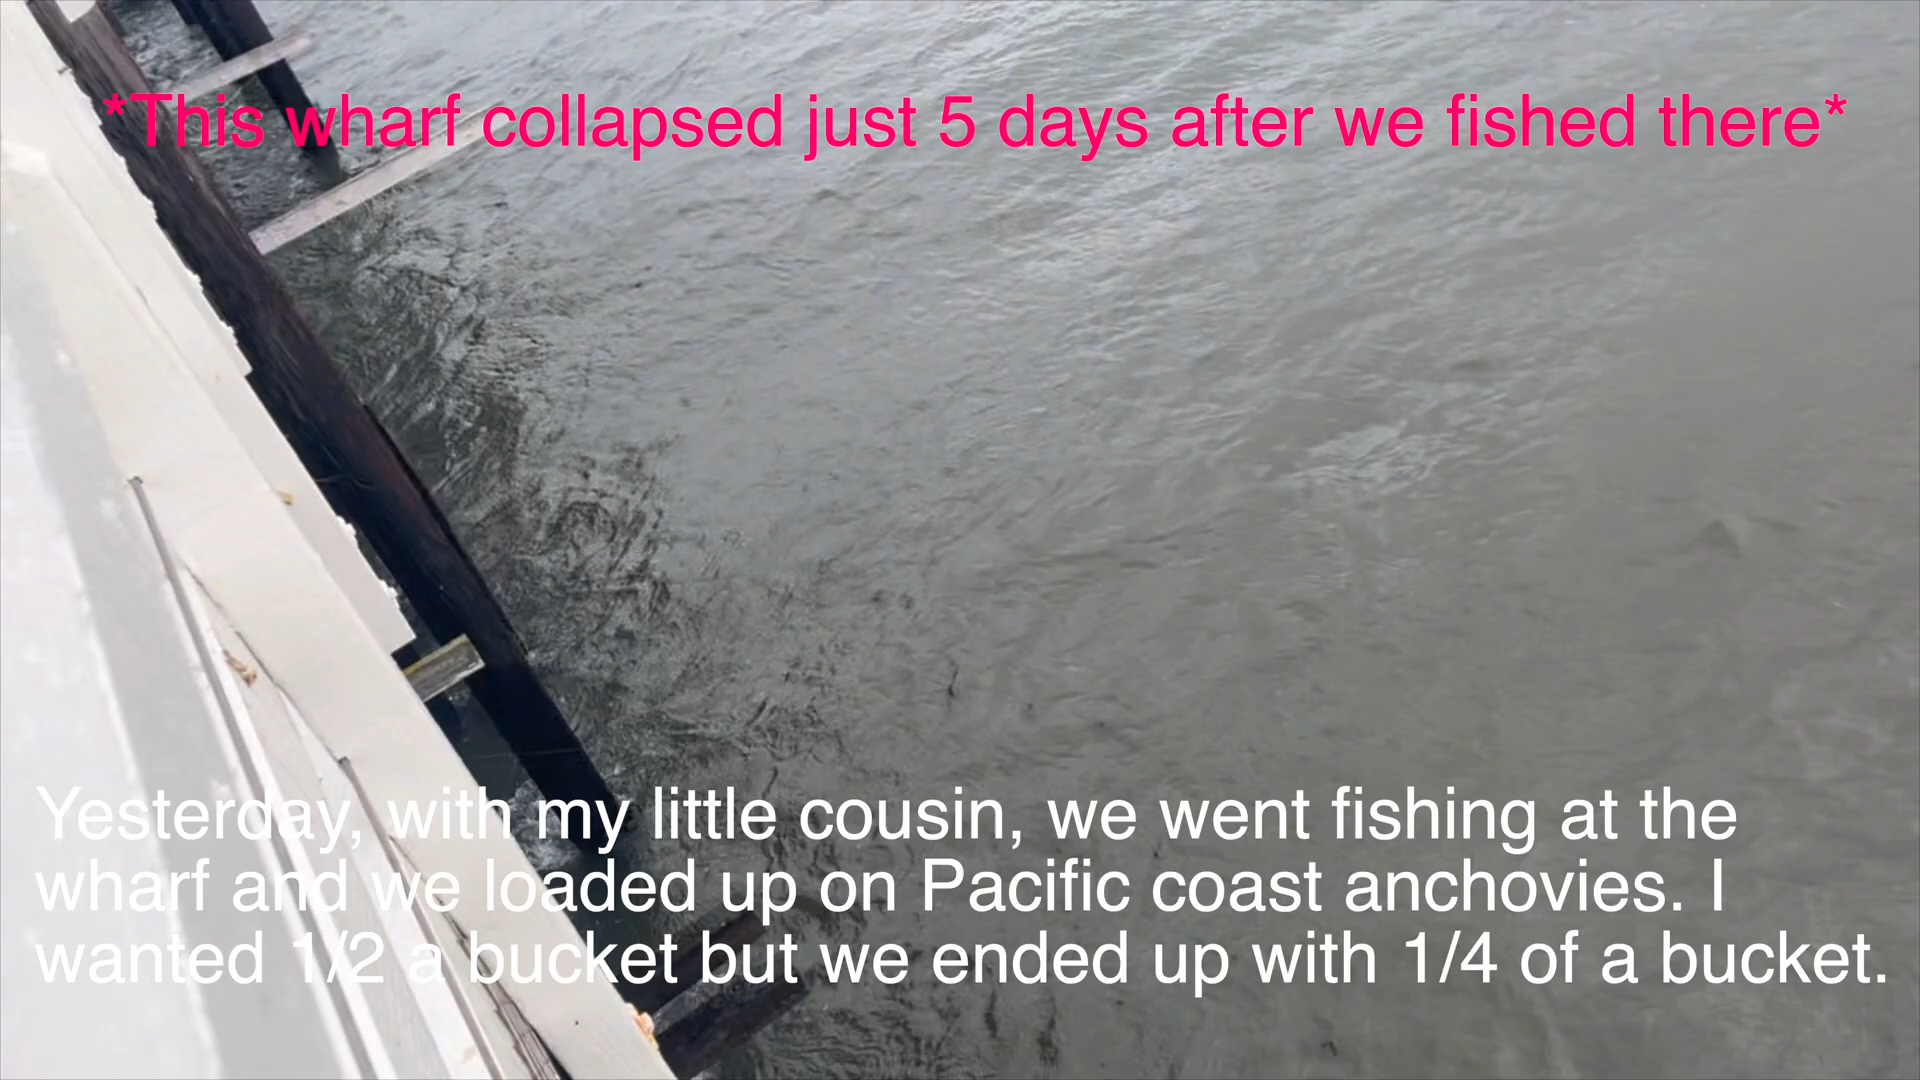 *This wharf collapsed just 5 days after we fished there*
Yesterday, with my little cousin, we went fishing at the
wharf and we loaded up on Pacific coast anchovies. I
wanted 1/2 a bucket but we ended up with 1/4 of a bucket.